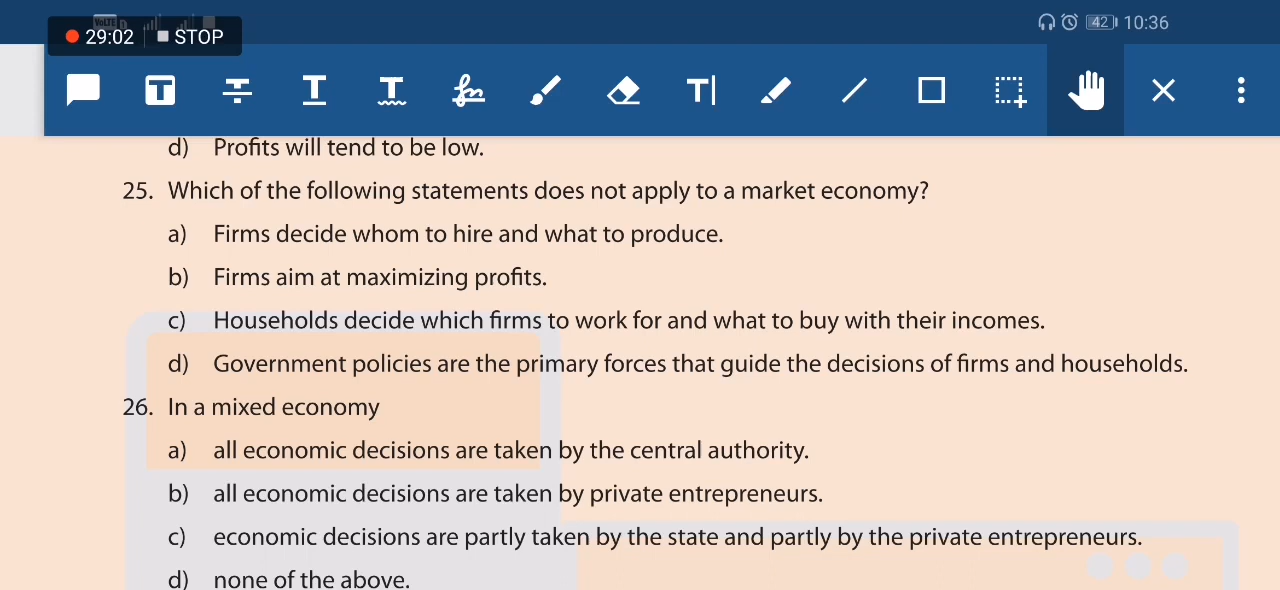 VoLTE
29:02 STOP
42 10:36
d) Profits will tend to be low.
25. Which of the following statements does not apply to a market economy?
a) Firms decide whom to hire and what to produce.
b) Firms aim at maximizing profits.
c) Households decide which firms to work for and what to buy with their incomes.
d) Government policies are the primary forces that guide the decisions of firms and households.
26. In a mixed economy
a) all economic decisions are taken by the central authority.
b) all economic decisions are taken by private entrepreneurs.
c) economic decisions are partly taken by the state and partly by the private entrepreneurs.
d) none of the above.